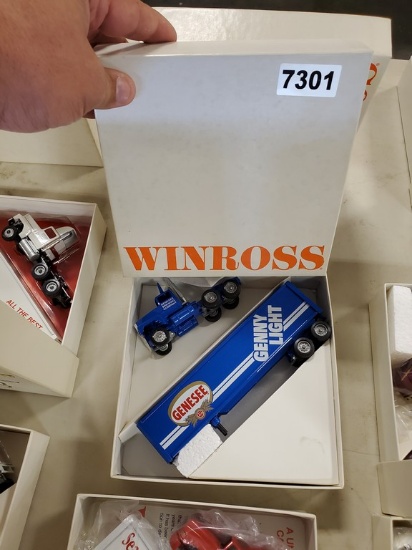 7301
WINROSS
ALL THE BEST
GENNY
LIGHT
GENESEE
A U